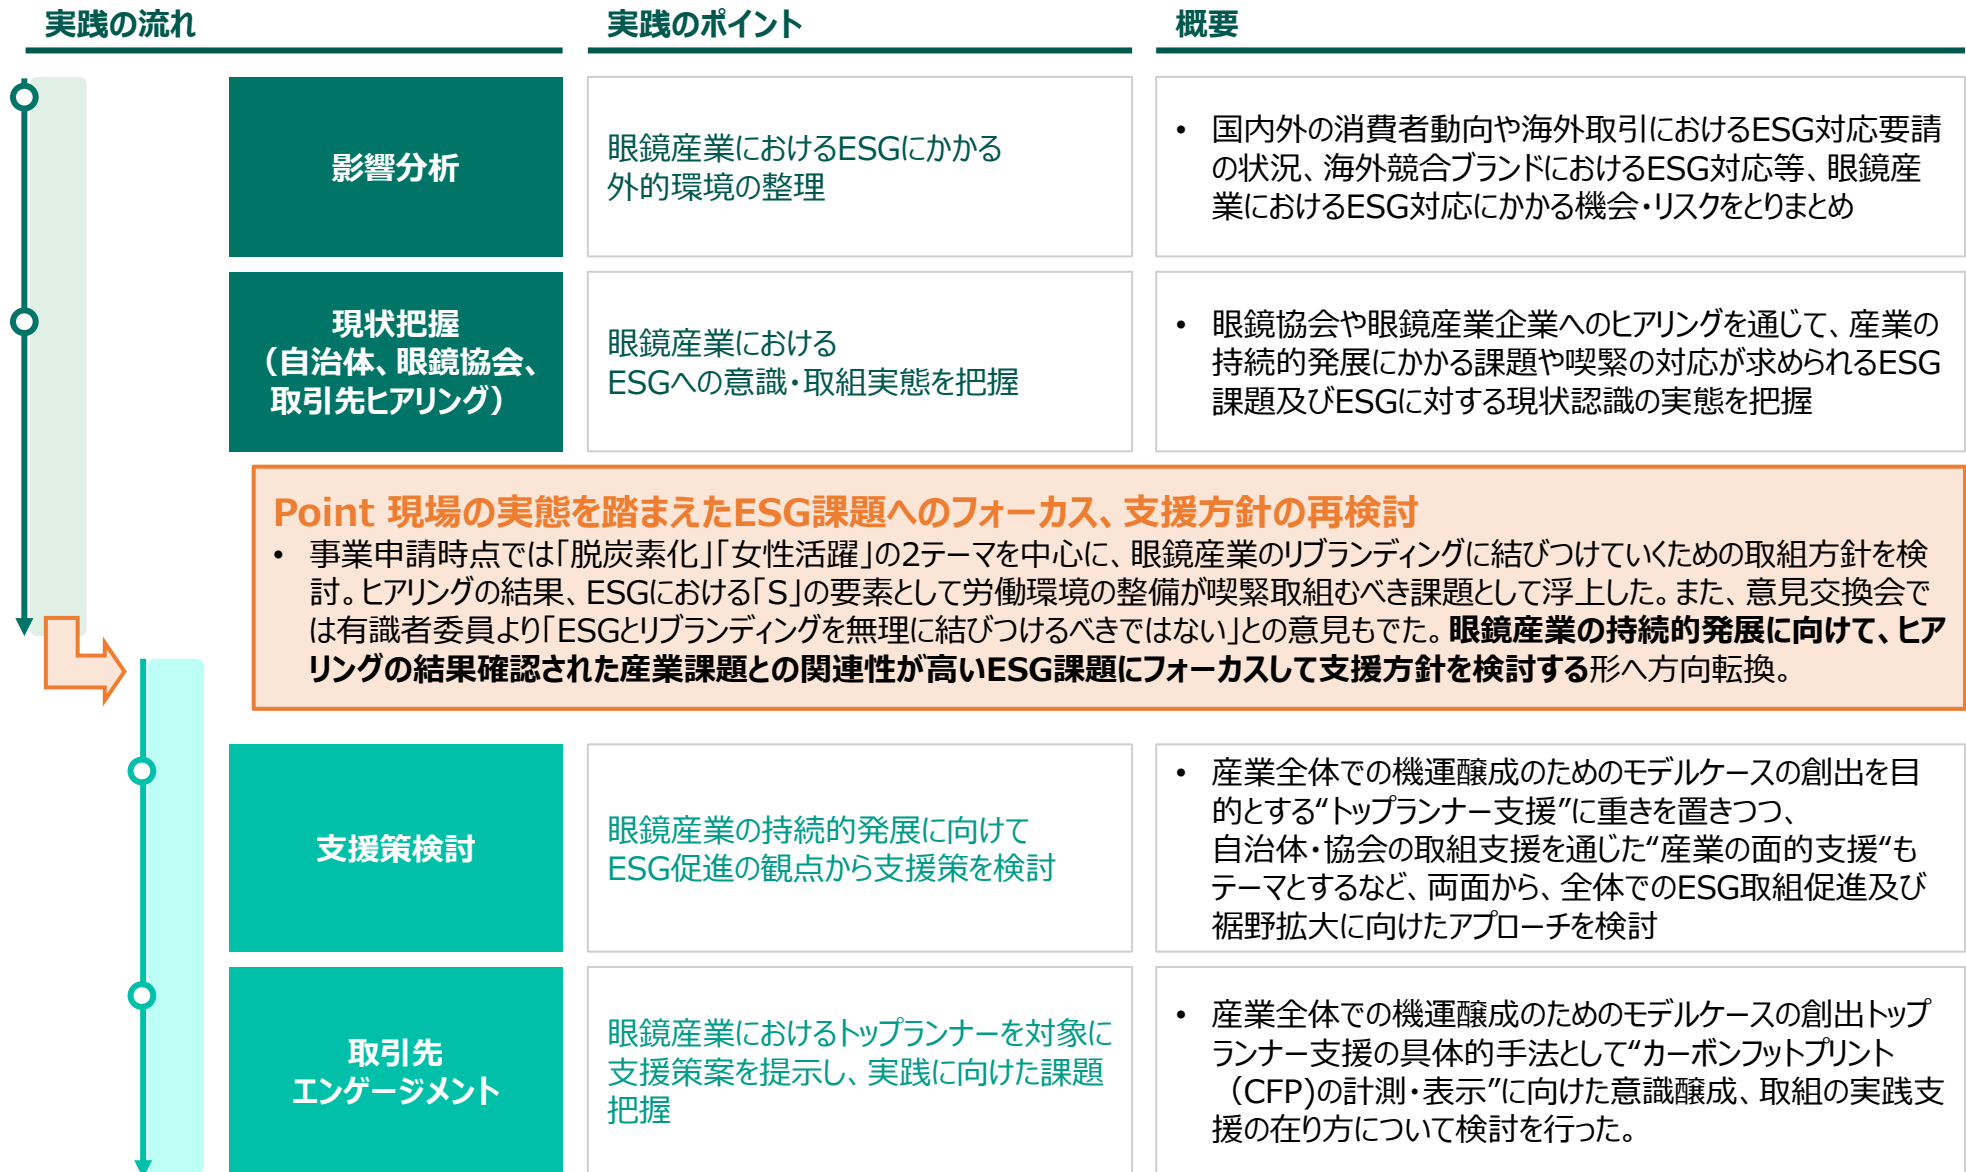 実践の流れ
実践のポイント
概要
影響分析
眼鏡産業におけるESGにかかる
外的環境の整理
• 国内外の消費者動向や海外取引におけるESG対応要請
の状況、海外競合ブランドにおけるESG対応等、眼鏡産
業におけるESG対応にかかる機会・リスクをとりまとめ
現状把握
（自治体、眼鏡協会、
取引先ヒアリング）
眼鏡産業における
ESGへの意識・取組実態を把握
• 眼鏡協会や眼鏡産業企業へのヒアリングを通じて、産業の
持続的発展にかかる課題や喫緊の対応が求められるESG
課題及びESGに対する現状認識の実態を把握
Point 現場の実態を踏まえたESG課題へのフォーカス、支援方針の再検討
• 事業申請時点では「脱炭素化」「女性活躍」の2テーマを中心に、眼鏡産業のリブランディングに結びつけていくための取組方針を検
討。ヒアリングの結果、ESGにおける「S」の要素として労働環境の整備が喫緊取組むべき課題として浮上した。また、意見交換会で
は有識者委員より「ESGとリブランディングを無理に結びつけるべきではない」との意見もでた。眼鏡産業の持続的発展に向けて、ヒア
リングの結果確認された産業課題との関連性が高いESG課題にフォーカスして支援方針を検討する形へ方向転換。
支援策検討
眼鏡産業の持続的発展に向けて
ESG促進の観点から支援策を検討
• 産業全体での機運醸成のためのモデルケースの創出を目
的とする“トップランナー支援”に重きを置きつつ、
自治体・協会の取組支援を通じた“産業の面的支援“も
テーマとするなど、両面から、全体でのESG取組促進及び
裾野拡大に向けたアプローチを検討
取引先
エンゲージメント
眼鏡産業におけるトップランナーを対象に
支援策案を提示し、実践に向けた課題
把握
• 産業全体での機運醸成のためのモデルケースの創出トップ
ランナー支援の具体的手法として“カーボンフットプリント
（CFP)の計測・表示”に向けた意識醸成、取組の実践支
援の在り方について検討を行った。